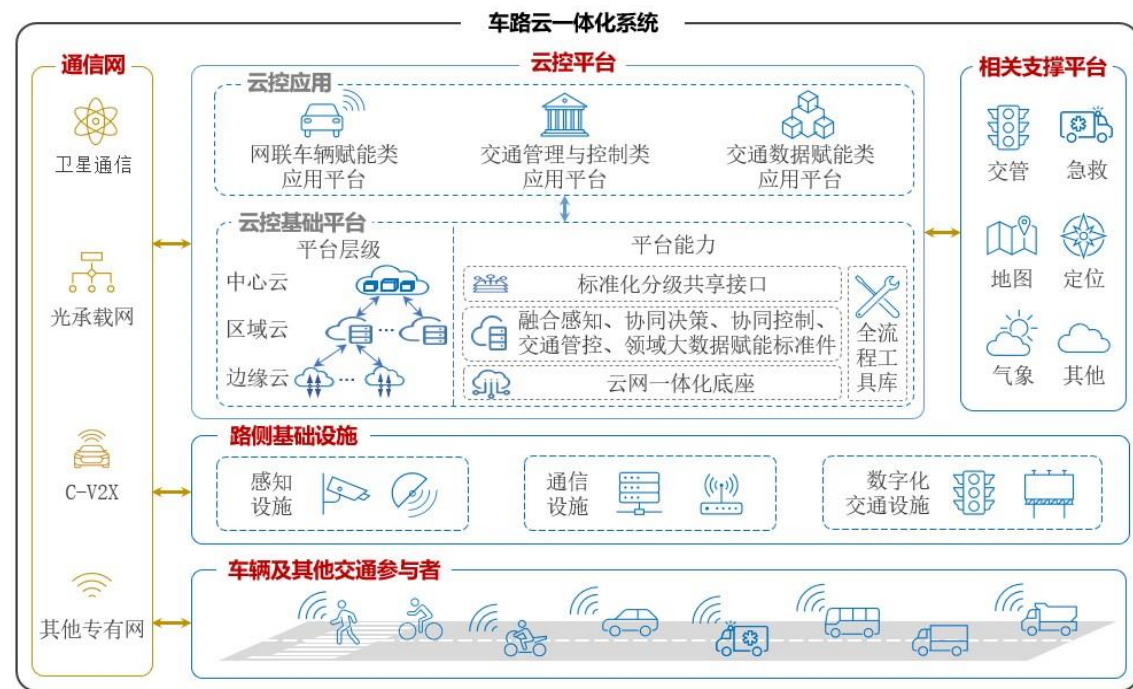 车路云一体化系统
通信网
卫星通信
光承载网
C-V2X
其他专有网
云控平台
云控应用
网联车辆赋能类
应用平台
交通管理与控制类
应用平台
交通数据赋能类
应用平台
云控基础平台
平台层级
中心云
区域云
...
边缘云
...
平台能力
标准化分级共享接口
融合感知、协同决策、协同控制、
交通管控、领域大数据赋能标准件
云网一体化底座
全流
程工
具库
相关支撑平台
交管
急救
地图
定位
气象
其他
路侧基础设施
感知
设施
通信
设施
数字化
交通设施
车辆及其他交通参与者